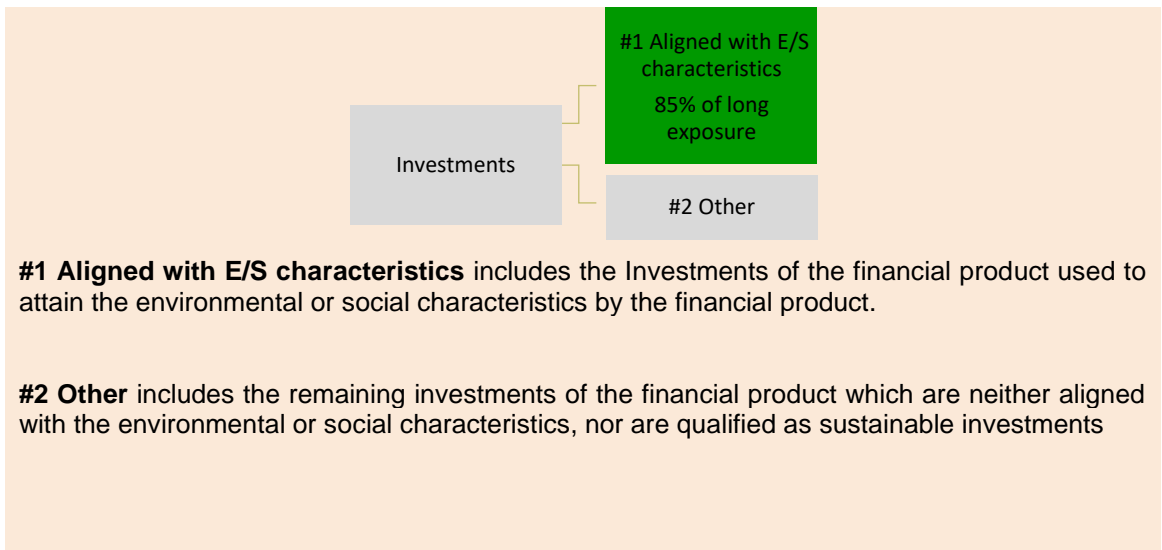 #1 Aligned with E/S
characteristics
85% of long
exposure
Investments
#2 Other
#1 Aligned with E/S characteristics includes the Investments of the financial product used to
attain the environmental or social characteristics by the financial product.
#2 Other includes the remaining investments of the financial product which are neither aligned
with the environmental or social characteristics, nor are qualified as sustainable investments